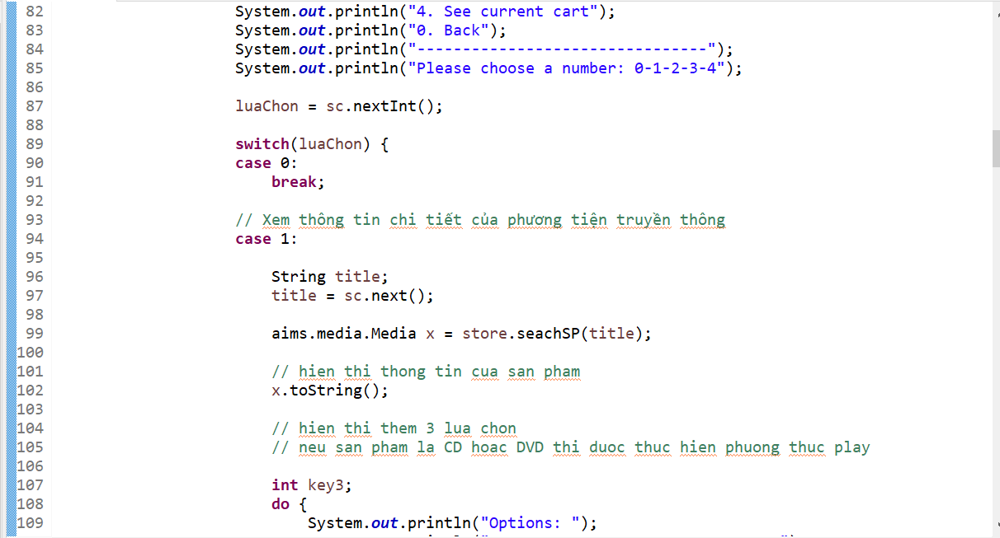 82 System.out.println("4. See current cart");
83 System.out.println("0. Back");
84 System.out.println("--------------------------------");
85 System.out.println("Please choose a number: 0-1-2-3-4");
86
87 luaChon = sc.nextInt();
88
89 switch(luaChon) {
90 case 0:
91 break;
92
93 // Xem thông tin chi tiết của phương tiện truyền thông
94 case 1:
95
96 String title;
97 title = sc.next();
98
99 aims.media.Media x = store.seachSP(title);
100
101 // hien thi thong tin cua san pham
102 x.toString();
103
104 // hien thi them 3 lua chon
105 // neu san pham la CD hoac DVD thi duoc thuc hien phuong thuc play
106
107 int key3;
108 do {
109 System.out.println("Options: ");